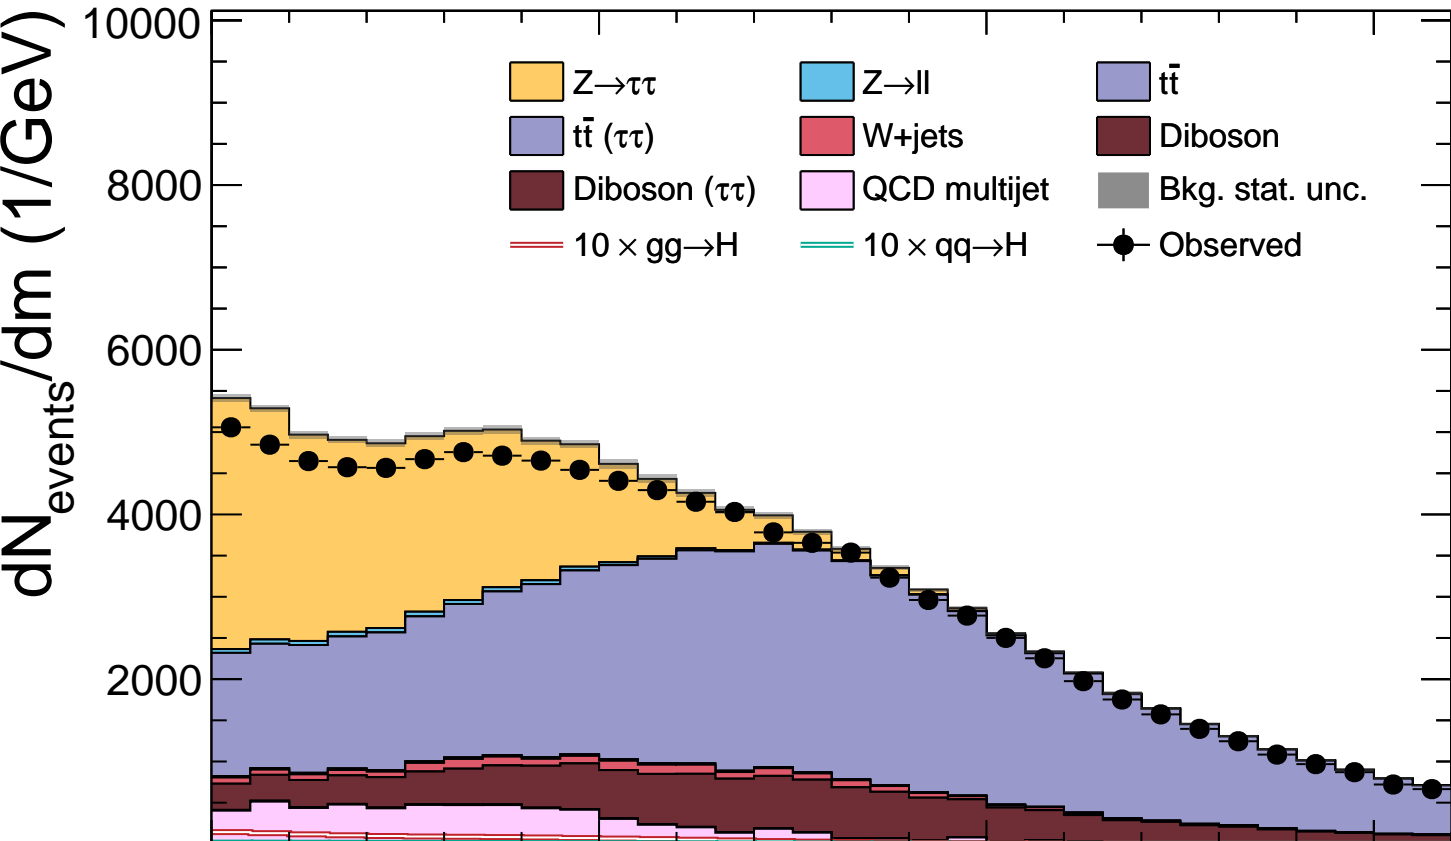 10000
Z→ττ Z→ll tt̄
tt̄ (ττ) W+jets Diboson
8000
Diboson (ττ) QCD multijet Bkg. stat. unc.
10 × gg→H 10 × qq→H Observed
dNevents/dm (1/GeV)
6000
4000
2000